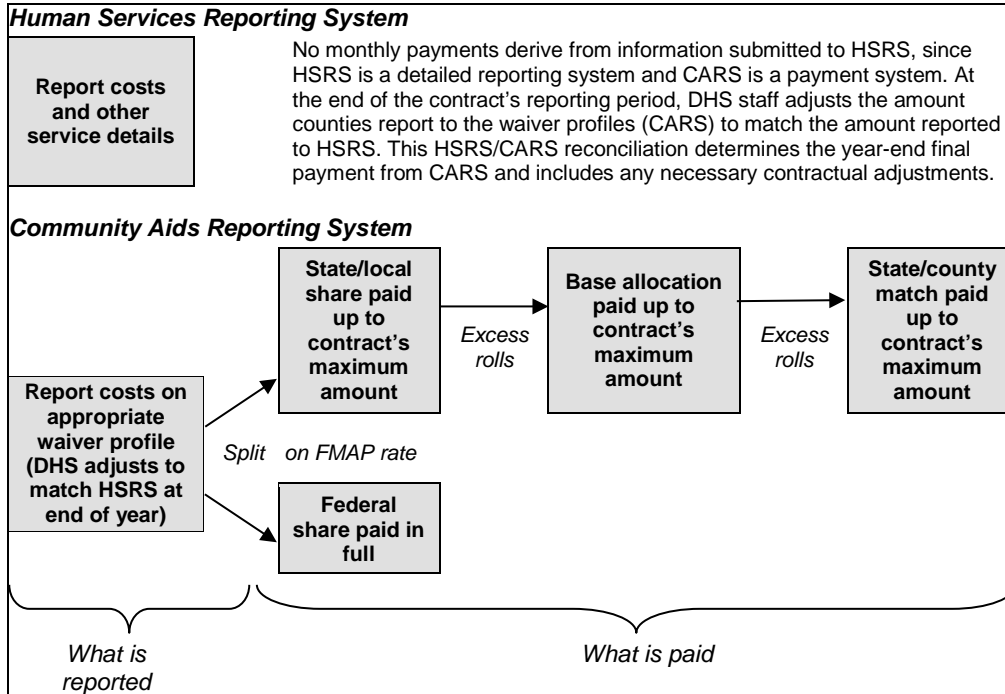 Human Services Reporting System
Report costs
and other
service details
No monthly payments derive from information submitted to HSRS, since
HSRS is a detailed reporting system and CARS is a payment system. At
the end of the contract's reporting period, DHS staff adjusts the amount
counties report to the waiver profiles (CARS) to match the amount reported
to HSRS. This HSRS/CARS reconciliation determines the year-end final
payment from CARS and includes any necessary contractual adjustments.
Community Aids Reporting System
State/local
share paid
up to
contract's
maximum
amount
Excess
rolls
Base allocation
paid up to
contract's
maximum
amount
Excess
rolls
State/county
match paid
up to
contract's
maximum
amount
Report costs on
appropriate
waiver profile
(DHS adjusts to
match HSRS at
end of year)
Split on FMAP rate
Federal
share paid in
full
What is
reported
What is paid